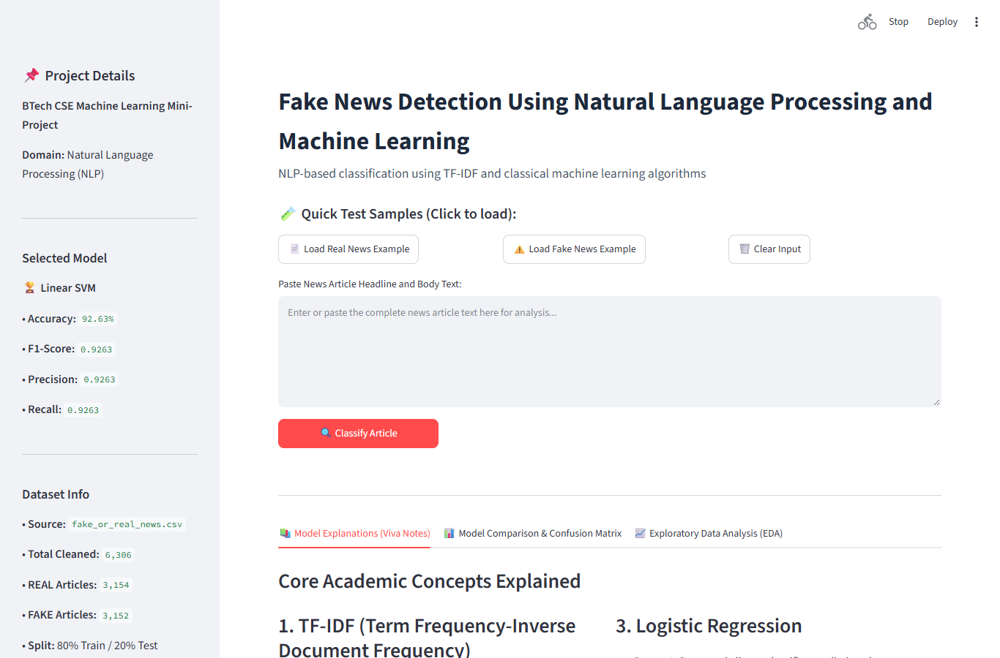 Stop Deploy
📌 Project Details
BTech CSE Machine Learning Mini-
Project
Domain: Natural Language
Processing (NLP)
Selected Model
🏆 Linear SVM
• Accuracy: 92.63%
• F1-Score: 0.9263
• Precision: 0.9263
• Recall: 0.9263
Dataset Info
• Source: fake_or_real_news.csv
• Total Cleaned: 6,306
• REAL Articles: 3,154
• FAKE Articles: 3,152
• Split: 80% Train / 20% Test
Fake News Detection Using Natural Language Processing and
Machine Learning
NLP-based classification using TF-IDF and classical machine learning algorithms
🧪 Quick Test Samples (Click to load):
📄 Load Real News Example ⚠️ Load Fake News Example 🗑️ Clear Input
Paste News Article Headline and Body Text:
Enter or paste the complete news article text here for analysis...
🔍 Classify Article
📚 Model Explanations (Viva Notes) 📊 Model Comparison & Confusion Matrix 📈 Exploratory Data Analysis (EDA)
Core Academic Concepts Explained
1. TF-IDF (Term Frequency-Inverse
Document Frequency)
3. Logistic Regression